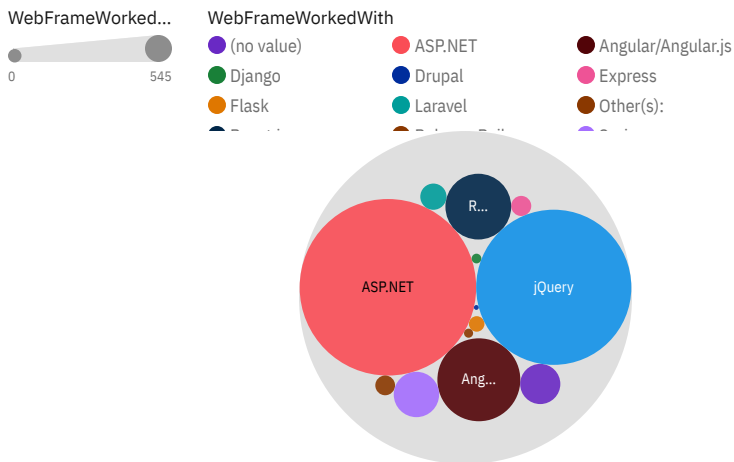 WebFrameWorked... WebFrameWorkedWith
0 545
(no value) ASP.NET Angular/Angular.js
Django Drupal Express
Flask Laravel Other(s):
R...
ASP.NET jQuery
Ang...